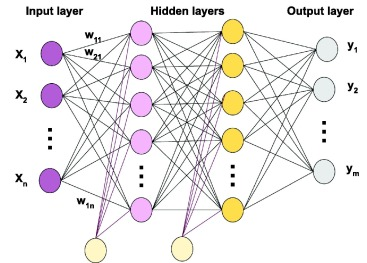 Input layer
Hidden layers
Output layer
X1
X2
Xn
w11
w21
w1n
y1
y2
ym